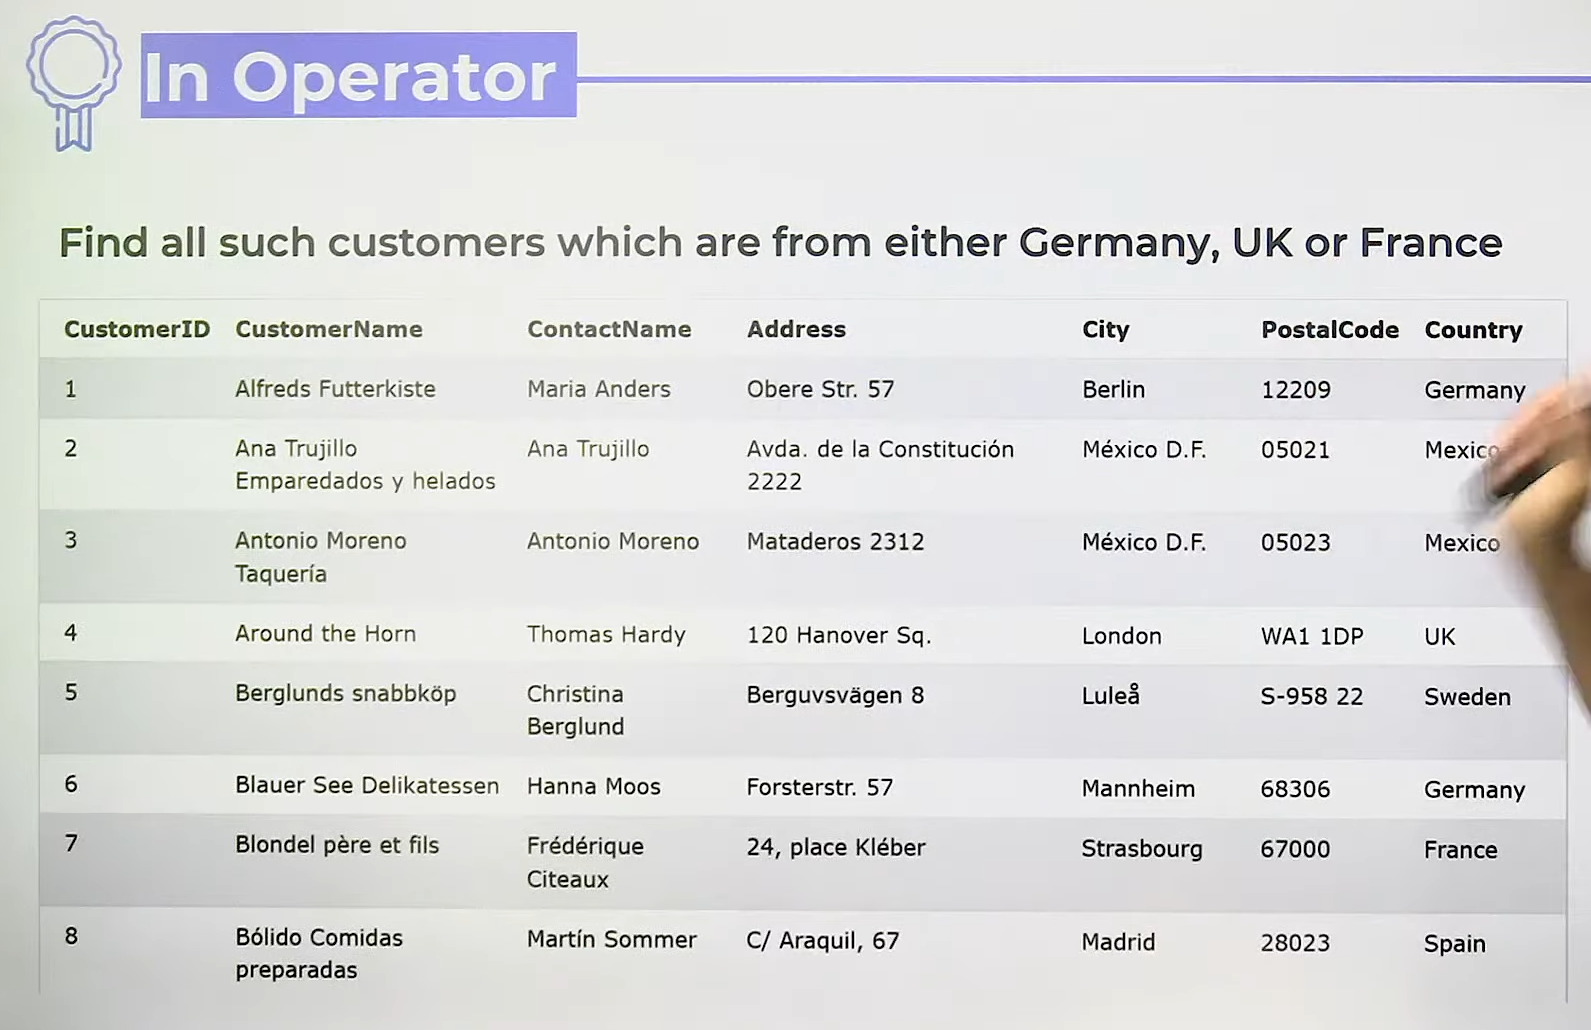 In Operator
Find all such customers which are from either Germany, UK or France
CustomerID CustomerName ContactName Address City PostalCode Country
1 Alfreds Futterkiste Maria Anders Obere Str. 57 Berlin 12209 Germany
2 Ana Trujillo Ana Trujillo Avda. de la Constitución México D.F. 05021 Mexico
Emparedados y helados 2222
3 Antonio Moreno Antonio Moreno Mataderos 2312 México D.F. 05023 Mexico
Taquería
4 Around the Horn Thomas Hardy 120 Hanover Sq. London WA1 1DP UK
5 Berglunds snabbköp Christina Berguvsvägen 8 Luleå S-958 22 Sweden
Berglund
6 Blauer See Delikatessen Hanna Moos Forsterstr. 57 Mannheim 68306 Germany
7 Blondel père et fils Frédérique 24, place Kléber Strasbourg 67000 France
Citeaux
8 Bólido Comidas Martín Sommer C/ Araquil, 67 Madrid 28023 Spain
preparadas